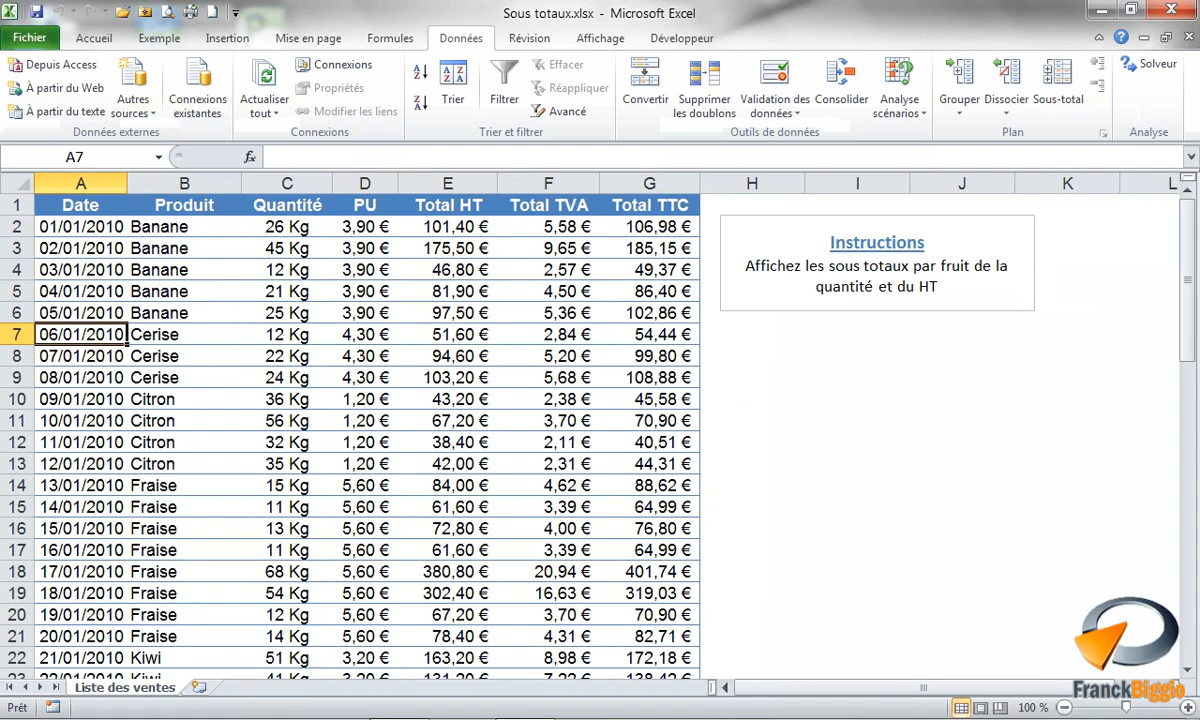 Sous totaux.xlsx - Microsoft Excel
Fichier Accueil Exemple Insertion Mise en page Formules Données Révision Affichage Développeur
Depuis Access
À partir du Web
À partir du texte
Autres sources
Connexions existantes
Données externes
Actualiser tout
Connexions
Propriétés
Modifier les liens
Connexions
Trier
Filtrer
Effacer
Réappliquer
Avancé
Trier et filtrer
Convertir
Supprimer les doublons
Validation des données
Consolider
Analyse scénarios
Outils de données
Grouper
Dissocier
Sous-total
Plan
Solveur
Analyse
A7 fx
A B C D E F G H I J K L
1 Date Produit Quantité PU Total HT Total TVA Total TTC
2 01/01/2010 Banane 26 Kg 3,90 € 101,40 € 5,58 € 106,98 €
3 02/01/2010 Banane 45 Kg 3,90 € 175,50 € 9,65 € 185,15 €
4 03/01/2010 Banane 12 Kg 3,90 € 46,80 € 2,57 € 49,37 €
5 04/01/2010 Banane 21 Kg 3,90 € 81,90 € 4,50 € 86,40 €
6 05/01/2010 Banane 25 Kg 3,90 € 97,50 € 5,36 € 102,86 €
7 06/01/2010 Cerise 12 Kg 4,30 € 51,60 € 2,84 € 54,44 €
8 07/01/2010 Cerise 22 Kg 4,30 € 94,60 € 5,20 € 99,80 €
9 08/01/2010 Cerise 24 Kg 4,30 € 103,20 € 5,68 € 108,88 €
10 09/01/2010 Citron 36 Kg 1,20 € 43,20 € 2,38 € 45,58 €
11 10/01/2010 Citron 56 Kg 1,20 € 67,20 € 3,70 € 70,90 €
12 11/01/2010 Citron 32 Kg 1,20 € 38,40 € 2,11 € 40,51 €
13 12/01/2010 Citron 35 Kg 1,20 € 42,00 € 2,31 € 44,31 €
14 13/01/2010 Fraise 15 Kg 5,60 € 84,00 € 4,62 € 88,62 €
15 14/01/2010 Fraise 11 Kg 5,60 € 61,60 € 3,39 € 64,99 €
16 15/01/2010 Fraise 13 Kg 5,60 € 72,80 € 4,00 € 76,80 €
17 16/01/2010 Fraise 11 Kg 5,60 € 61,60 € 3,39 € 64,99 €
18 17/01/2010 Fraise 68 Kg 5,60 € 380,80 € 20,94 € 401,74 €
19 18/01/2010 Fraise 54 Kg 5,60 € 302,40 € 16,63 € 319,03 €
20 19/01/2010 Fraise 12 Kg 5,60 € 67,20 € 3,70 € 70,90 €
21 20/01/2010 Fraise 14 Kg 5,60 € 78,40 € 4,31 € 82,71 €
22 21/01/2010 Kiwi 51 Kg 3,20 € 163,20 € 8,98 € 172,18 €
Instructions
Affichez les sous totaux par fruit de la
quantité et du HT
FranckBiggio
Liste des ventes
Prêt 100 %